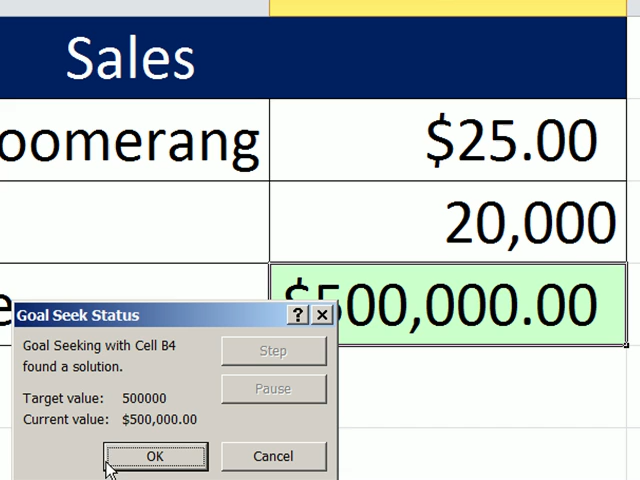 Sales
oomerang $25.00
20,000
e $500,000.00
Goal Seek Status
Goal Seeking with Cell B4
found a solution.
Step
Pause
Target value: 500000
Current value: $500,000.00
OK Cancel